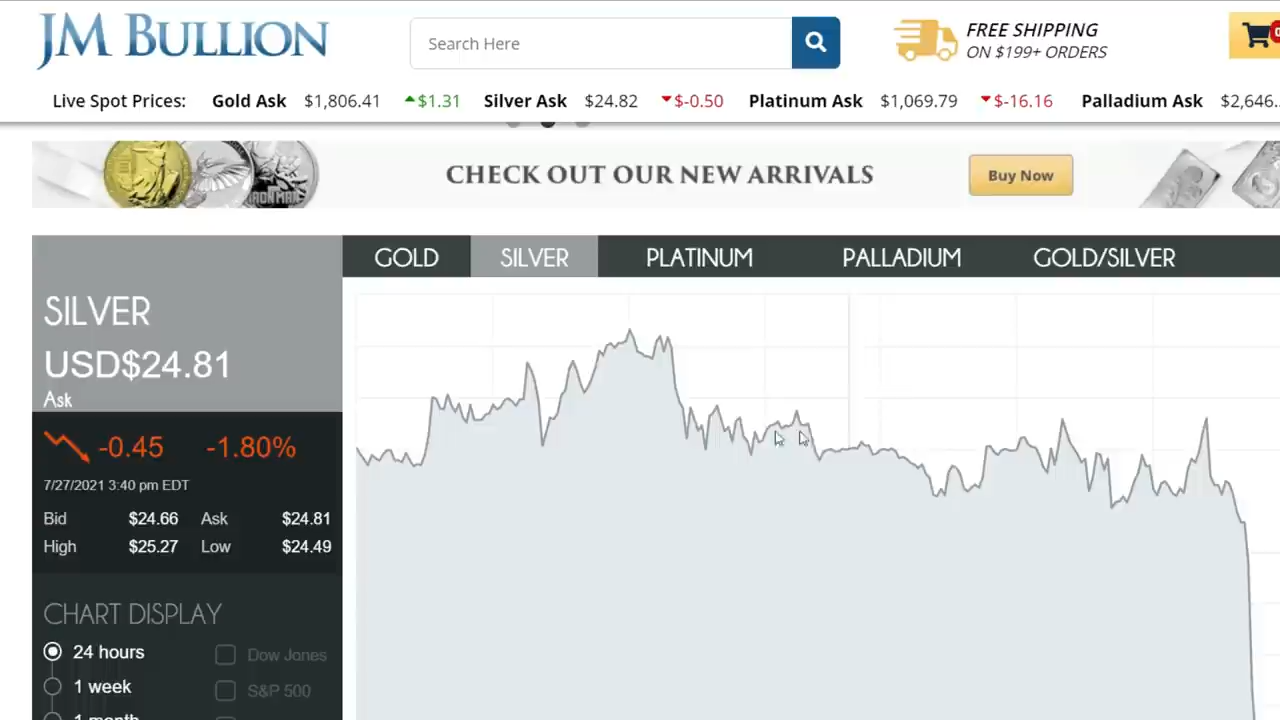 JM BULLION
Search Here
FREE SHIPPING
ON $199+ ORDERS
Live Spot Prices: Gold Ask $1,806.41 $1.31 Silver Ask $24.82 $-0.50 Platinum Ask $1,069.79 $-16.16 Palladium Ask $2,646..
IRON MAN
CHECK OUT OUR NEW ARRIVALS
Buy Now
GOLD SILVER PLATINUM PALLADIUM GOLD/SILVER
SILVER
USD$24.81
Ask
-0.45 -1.80%
7/27/2021 3:40 pm EDT
Bid $24.66 Ask $24.81
High $25.27 Low $24.49
CHART DISPLAY
24 hours Dow Jones
1 week S&P 500
1 month